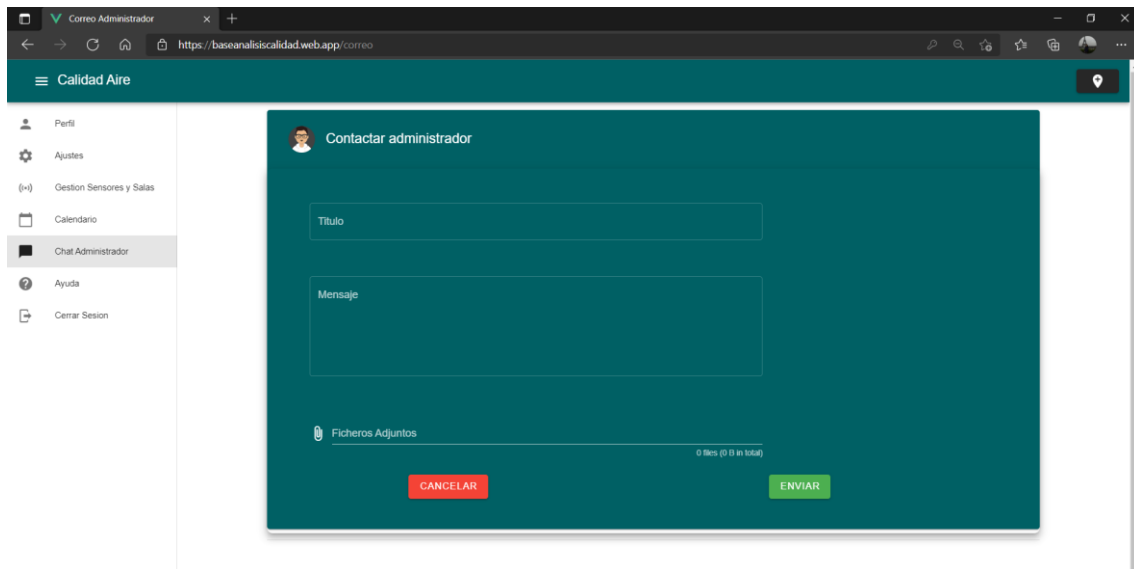 Correo Administrador
https://baseanalisiscalidad.web.app/correo
Calidad Aire
Perfil
Ajustes
Gestion Sensores y Salas
Calendario
Chat Administrador
Ayuda
Cerrar Sesion
Contactar administrador
Titulo
Mensaje
Ficheros Adjuntos
0 files (0 B in total)
CANCELAR
ENVIAR